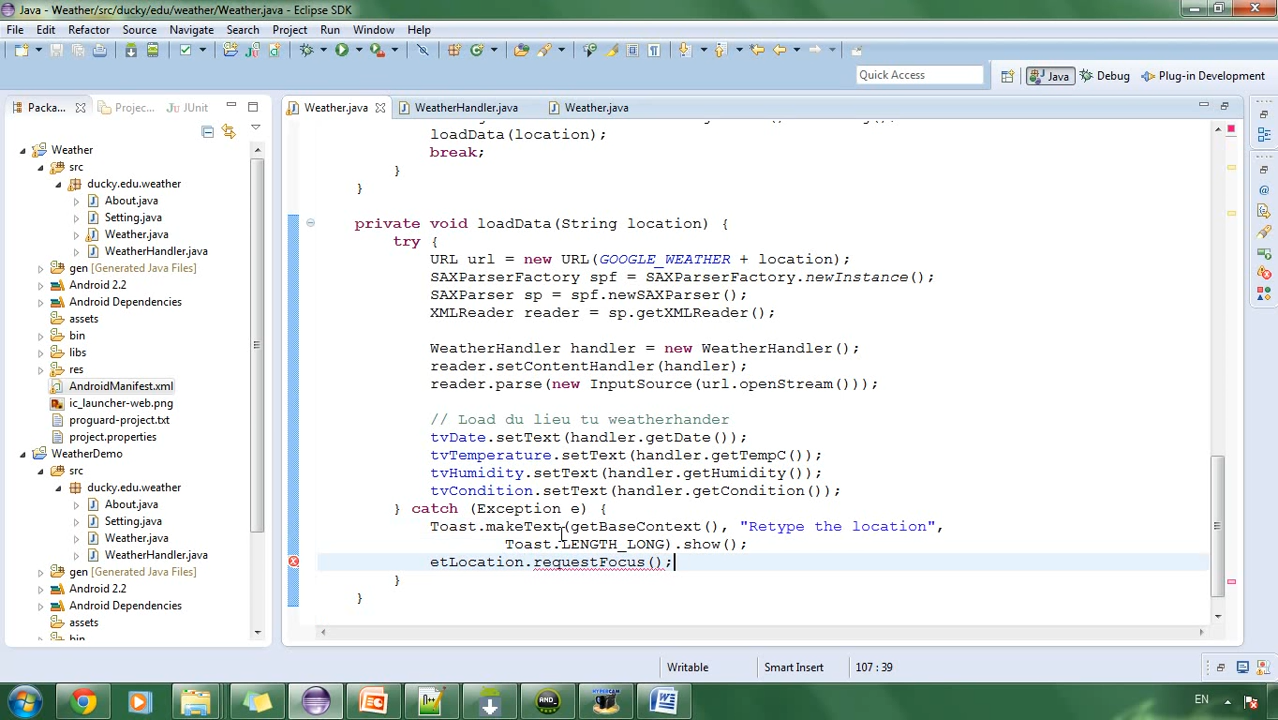 Java - Weather/src/ducky/edu/weather/Weather.java - Eclipse SDK
File Edit Refactor Source Navigate Search Project Run Window Help
Quick Access
Java
Debug
Plug-in Development
Packa...
Projec...
JUnit
Weather.java
WeatherHandler.java
Weather.java
Weather
src
ducky.edu.weather
About.java
Setting.java
Weather.java
WeatherHandler.java
gen [Generated Java Files]
Android 2.2
Android Dependencies
assets
bin
libs
res
AndroidManifest.xml
ic_launcher-web.png
proguard-project.txt
project.properties
WeatherDemo
src
ducky.edu.weather
About.java
Setting.java
Weather.java
WeatherHandler.java
gen [Generated Java Files]
Android 2.2
Android Dependencies
assets
bin
loadData(location);
break;
}
}
private void loadData(String location) {
try {
URL url = new URL(GOOGLE_WEATHER + location);
SAXParserFactory spf = SAXParserFactory.newInstance();
SAXParser sp = spf.newSAXParser();
XMLReader reader = sp.getXMLReader();
WeatherHandler handler = new WeatherHandler();
reader.setContentHandler(handler);
reader.parse(new InputSource(url.openStream()));
// Load du lieu tu weatherhander
tvDate.setText(handler.getDate());
tvTemperature.setText(handler.getTempC());
tvHumidity.setText(handler.getHumidity());
tvCondition.setText(handler.getCondition());
} catch (Exception e) {
Toast.makeText(getBaseContext(), "Retype the location",
Toast.LENGTH_LONG).show();
etLocation.requestFocus();
}
}
Writable
Smart Insert
107 : 39
EN